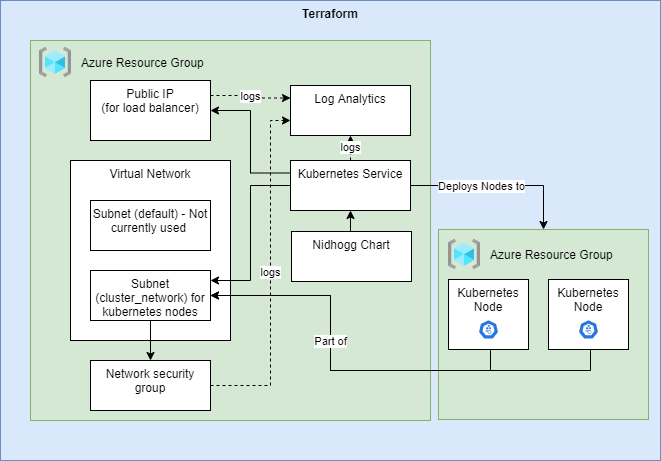 Terraform
Azure Resource Group
Public IP
(for load balancer)
logs
Log Analytics
logs
Virtual Network
Kubernetes Service
Deploys Nodes to
Subnet (default) - Not
currently used
Nidhogg Chart
Azure Resource Group
logs
Subnet
(cluster_network) for
kubernetes nodes
Kubernetes
Node
Kubernetes
Node
Part of
Network security
group